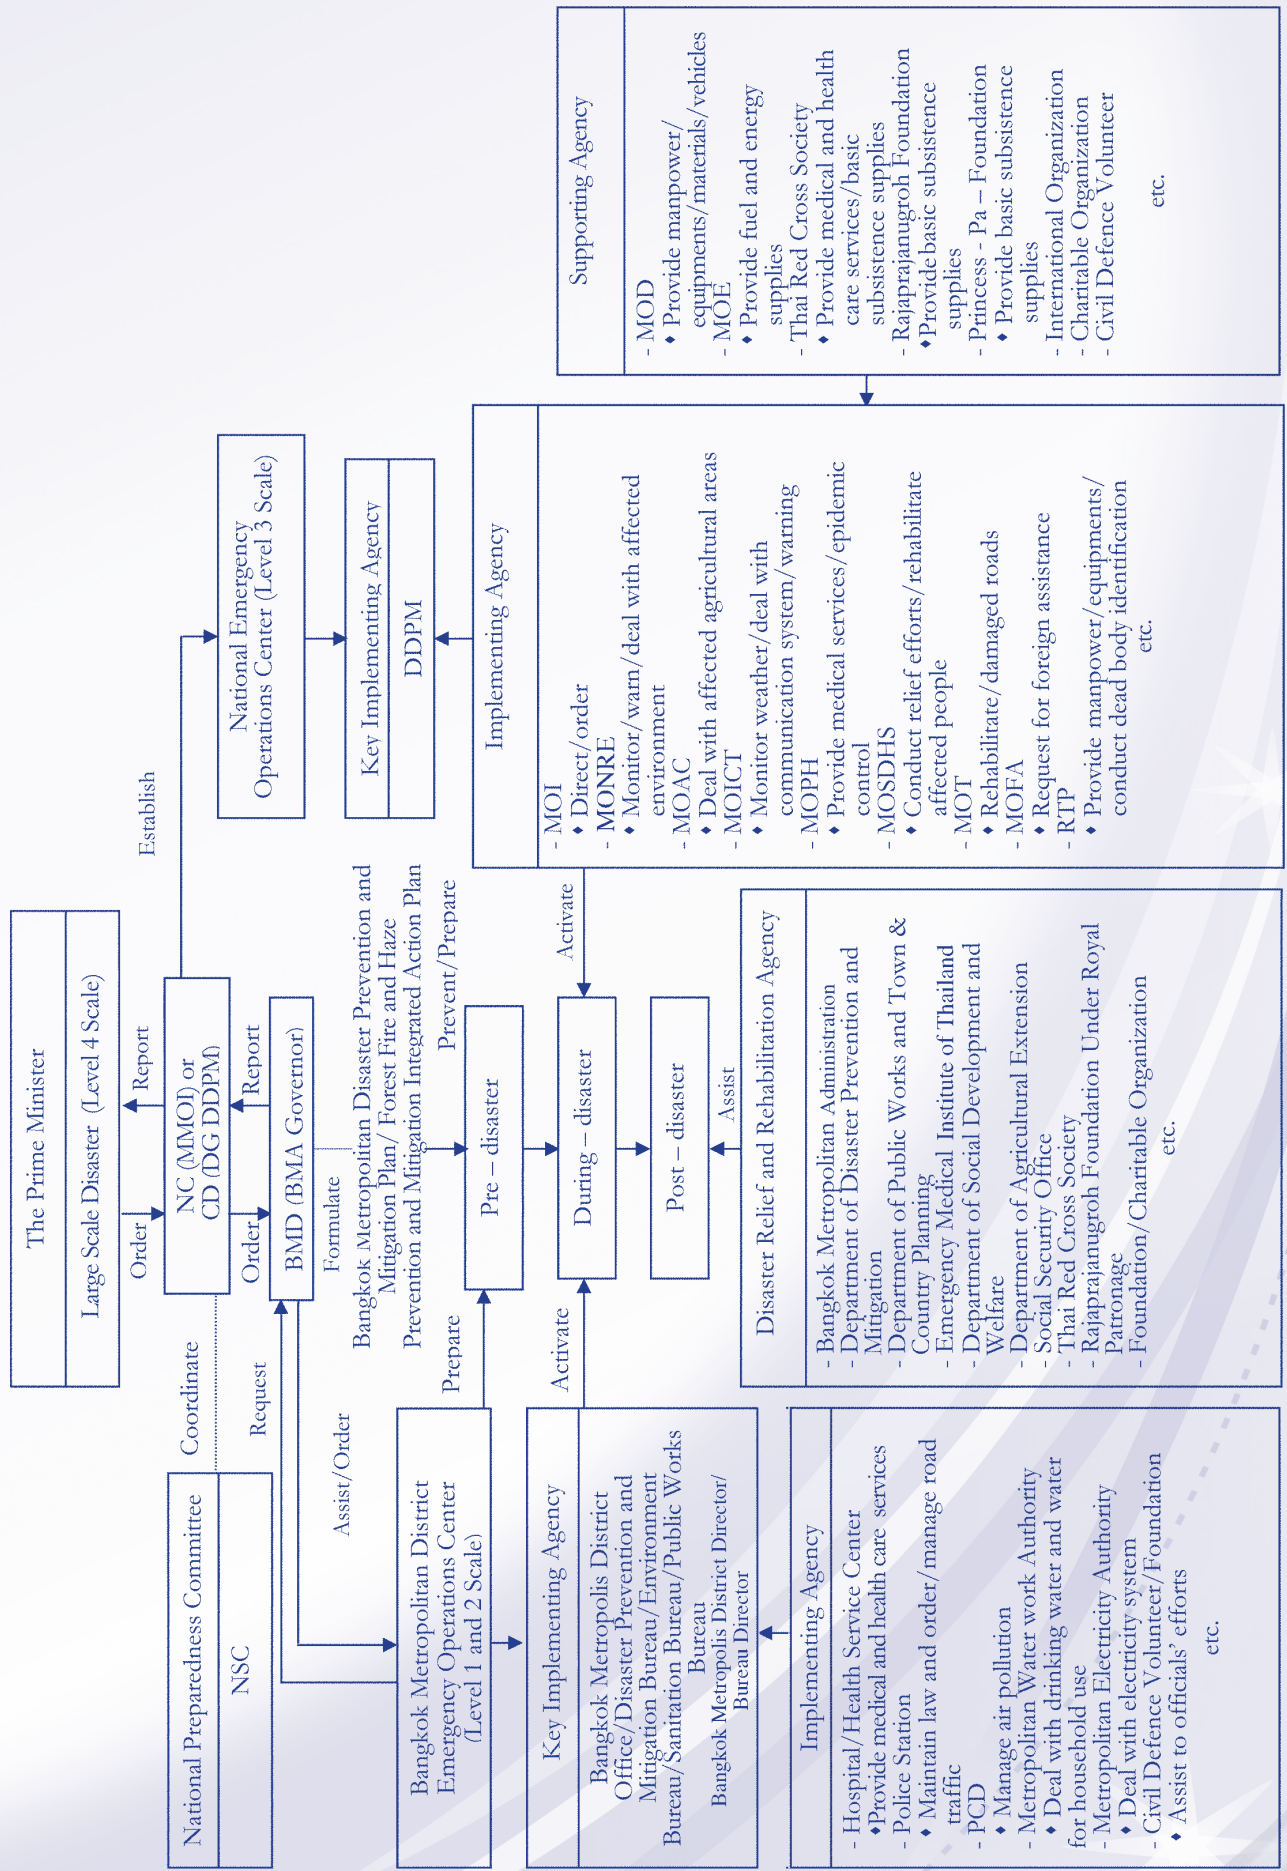 The Prime Minister
Large Scale Disaster (Level 4 Scale)
Order
Report
National Preparedness Committee
NSC
Coordinate
NC (MMOI) or
CD (DG DDPM)
Establish
Order
Report
Request
BMD (BMA Governor)
National Emergency
Operations Center (Level 3 Scale)
Assist/Order
Formulate
Bangkok Metropolitan Disaster Prevention and
Mitigation Plan/ Forest Fire and Haze
Prevention and Mitigation Integrated Action Plan
Key Implementing Agency
DDPM
Bangkok Metropolitan District
Emergency Operations Center
(Level 1 and 2 Scale)
Prepare
Prevent/Prepare
Pre – disaster
Key Implementing Agency
Bangkok Metropolis District
Office/Disaster Prevention and
Mitigation Bureau/Environment
Bureau/Sanitation Bureau/Public Works
Bureau
Bangkok Metropolis District Director/
Bureau Director
Activate
During – disaster
Activate
Post – disaster
Assist
Implementing Agency
- MOI
♦ Direct/order
- MONRE
♦ Monitor/warn/deal with affected
environment
- MOAC
♦ Deal with affected agricultural areas
- MOICT
♦ Monitor weather/deal with
communication system/warning
- MOPH
♦ Provide medical services/epidemic
control
- MOSDHS
♦ Conduct relief efforts/rehabilitate
affected people
- MOT
♦ Rehabilitate/damaged roads
- MOFA
♦ Request for foreign assistance
- RTP
♦ Provide manpower/equipments/
conduct dead body identification
etc.
Supporting Agency
- MOD
♦ Provide manpower/
equipments/materials/vehicles
- MOE
♦ Provide fuel and energy
supplies
- Thai Red Cross Society
♦ Provide medical and health
care services/basic
subsistence supplies
- Rajaprajanugroh Foundation
♦Provide basic subsistence
supplies
- Princess - Pa – Foundation
♦ Provide basic subsistence
supplies
- International Organization
- Charitable Organization
- Civil Defence Volunteer
etc.
Implementing Agency
- Hospital/Health Service Center
♦Provide medical and health care services
- Police Station
♦ Maintain law and order/manage road
traffic
- PCD
♦ Manage air pollution
- Metropolitan Water work Authority
♦ Deal with drinking water and water
for household use
- Metropolitan Electricity Authority
♦ Deal with electricity system
- Civil Defence Volunteer/Foundation
♦ Assist to officials' efforts
etc.
Disaster Relief and Rehabilitation Agency
- Bangkok Metropolitan Administration
- Department of Disaster Prevention and
Mitigation
- Department of Public Works and Town &
Country Planning
- Emergency Medical Institute of Thailand
- Department of Social Development and
Welfare
- Department of Agricultural Extension
- Social Security Office
- Thai Red Cross Society
- Rajaprajanugroh Foundation Under Royal
Patronage
- Foundation/Charitable Organization
etc.